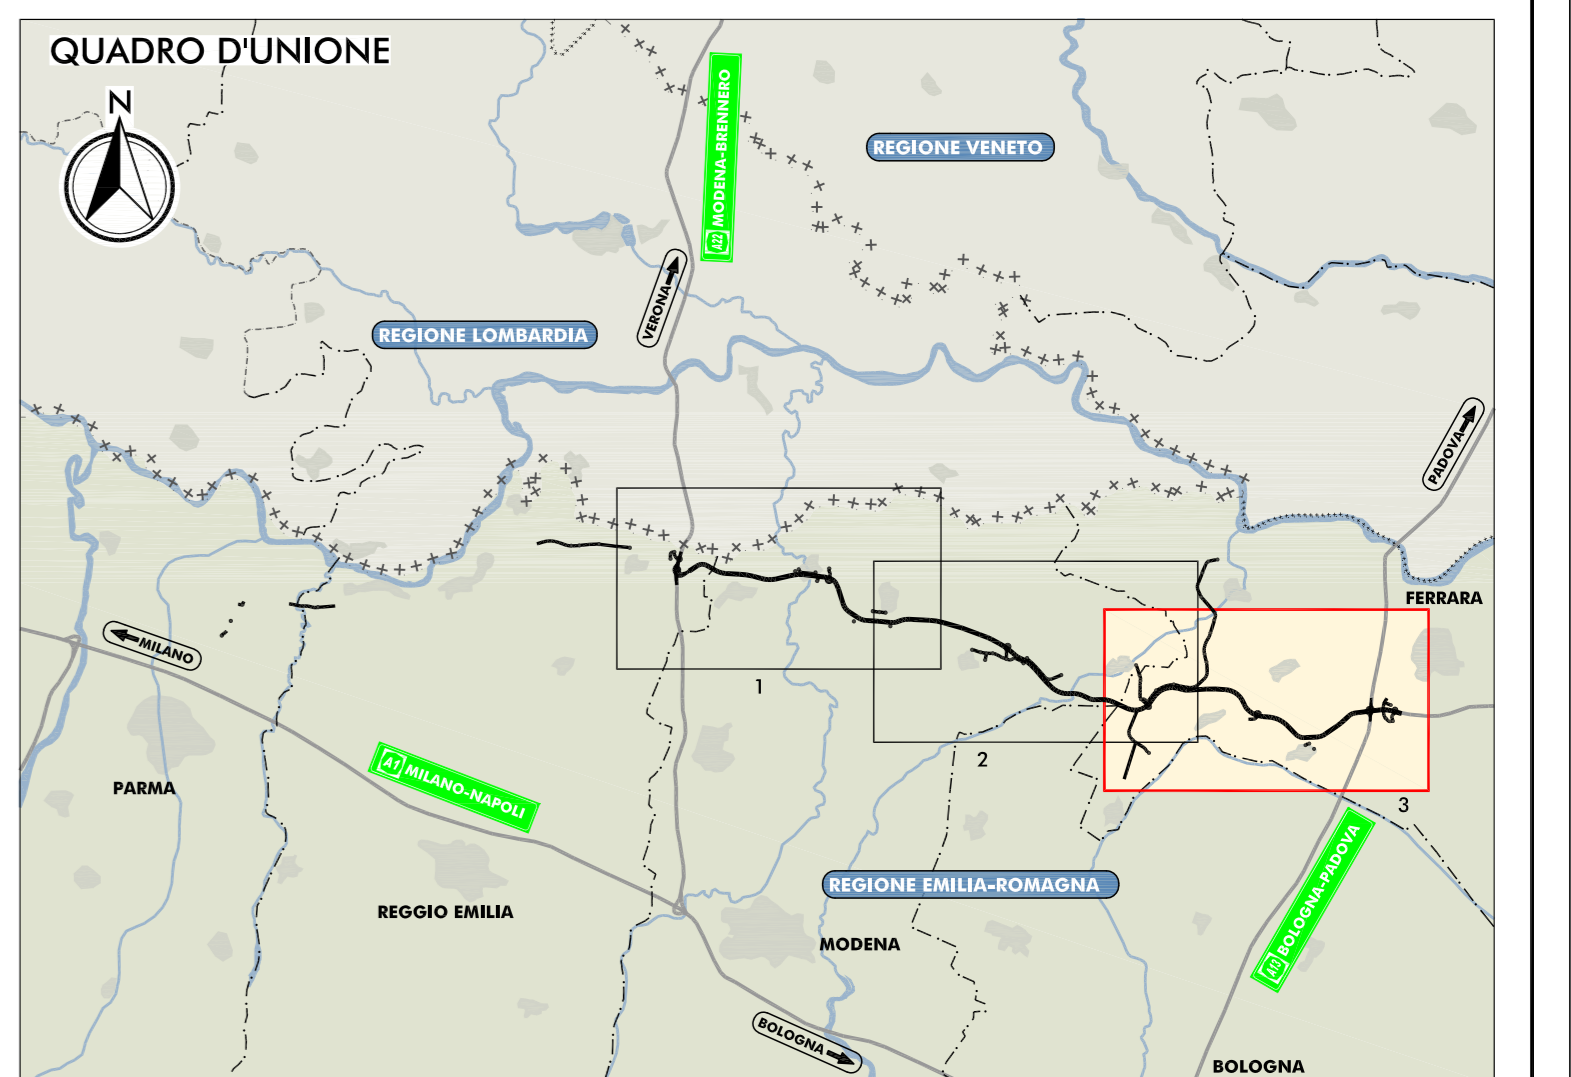 QUADRO D'UNIONE
N
A22 MODENA-BRENNERO
REGIONE VENETO
VERONA
REGIONE LOMBARDIA
PADOVA
FERRARA
MILANO
1
2
3
PARMA
A1 MILANO-NAPOLI
REGIONE EMILIA-ROMAGNA
A13 BOLOGNA-PADOVA
REGGIO EMILIA
MODENA
BOLOGNA
BOLOGNA